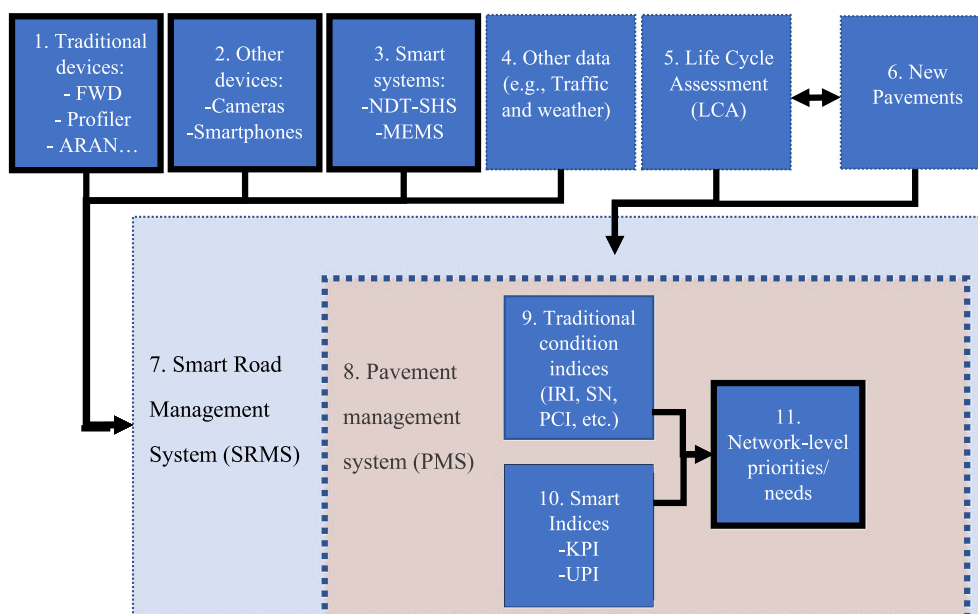 1. Traditional
devices:
- FWD
- Profiler
- ARAN…
2. Other
devices:
-Cameras
-Smartphones
3. Smart
systems:
-NDT-SHS
-MEMS
4. Other data
(e.g., Traffic
and weather)
5. Life Cycle
Assessment
(LCA)
6. New
Pavements
7. Smart Road
Management
System (SRMS)
8. Pavement
management
system (PMS)
9. Traditional
condition
indices
(IRI, SN,
PCI, etc.)
10. Smart
Indices
-KPI
-UPI
11.
Network-level
priorities/
needs